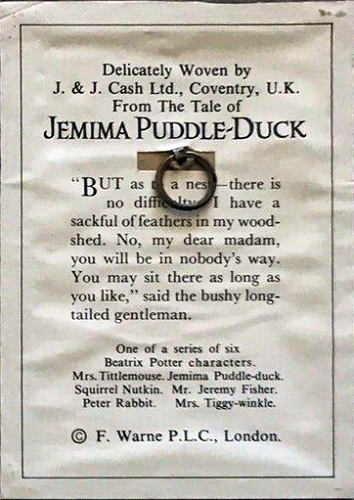 Delicately Woven by
J. & J. Cash Ltd., Coventry, U.K.
From The Tale of
JEMIMA PUDDLE-DUCK
"BUT as a nest—there is
no difficulty. I have a
sackful of feathers in my wood-
shed. No, my dear madam,
you will be in nobody's way.
You may sit there as long as
you like," said the bushy long-
tailed gentleman.
One of a series of six
Beatrix Potter characters.
Mrs. Tittlemouse. Jemima Puddle-duck.
Squirrel Nutkin. Mr. Jeremy Fisher.
Peter Rabbit. Mrs. Tiggy-winkle.
© F. Warne P.L.C., London.